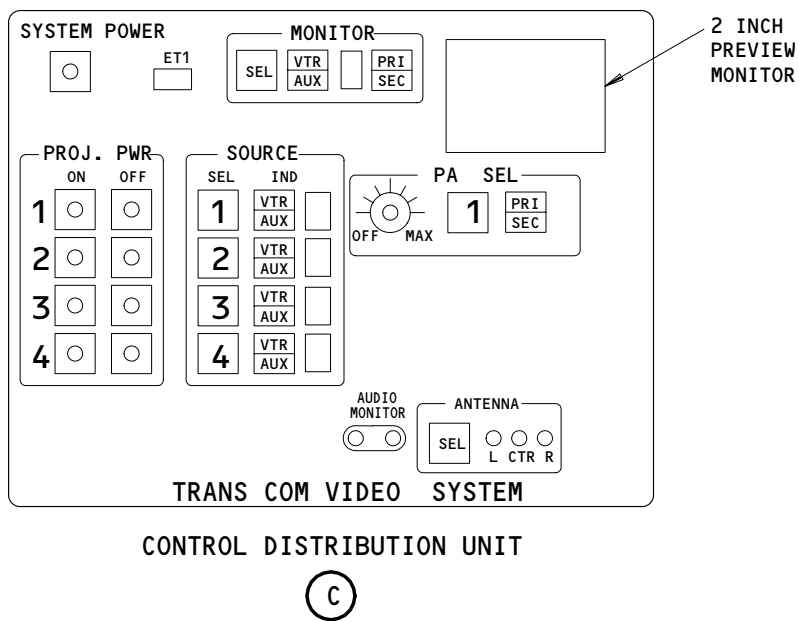 SYSTEM POWER
ET1
MONITOR
SEL
VTR
AUX
PRI
SEC
2 INCH
PREVIEW
MONITOR
PROJ. PWR
ON OFF
1
2
3
4
SOURCE
SEL IND
1 VTR
AUX
2 VTR
AUX
3 VTR
AUX
4 VTR
AUX
PA SEL
OFF MAX
1
PRI
SEC
AUDIO
MONITOR
ANTENNA
SEL
L CTR R
TRANS COM VIDEO SYSTEM
CONTROL DISTRIBUTION UNIT
C